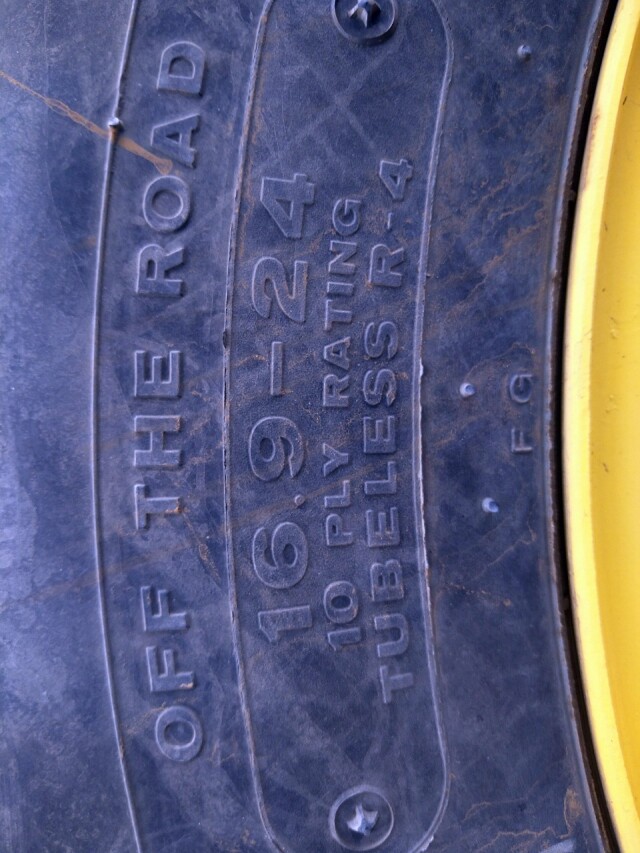 OFF THE ROAD
16.9-24
10 PLY RATING
TUBELESS R-4
FG